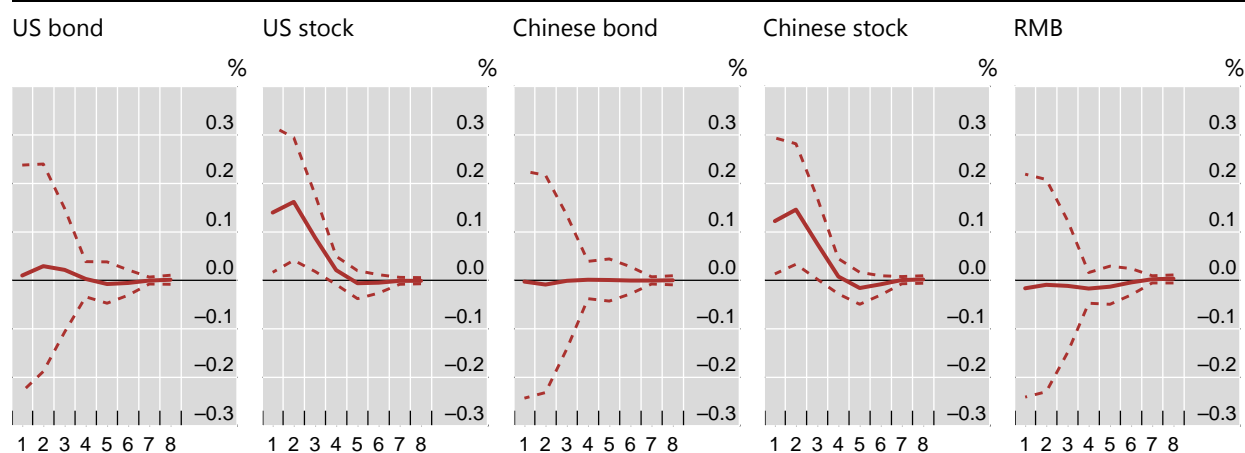 US bond US stock Chinese bond Chinese stock RMB
% % % % %
0.3 0.3 0.3 0.3 0.3
0.2 0.2 0.2 0.2 0.2
0.1 0.1 0.1 0.1 0.1
0.0 0.0 0.0 0.0 0.0
–0.1 –0.1 –0.1 –0.1 –0.1
–0.2 –0.2 –0.2 –0.2 –0.2
–0.3 –0.3 –0.3 –0.3 –0.3
1 2 3 4 5 6 7 8 1 2 3 4 5 6 7 8 1 2 3 4 5 6 7 8 1 2 3 4 5 6 7 8 1 2 3 4 5 6 7 8